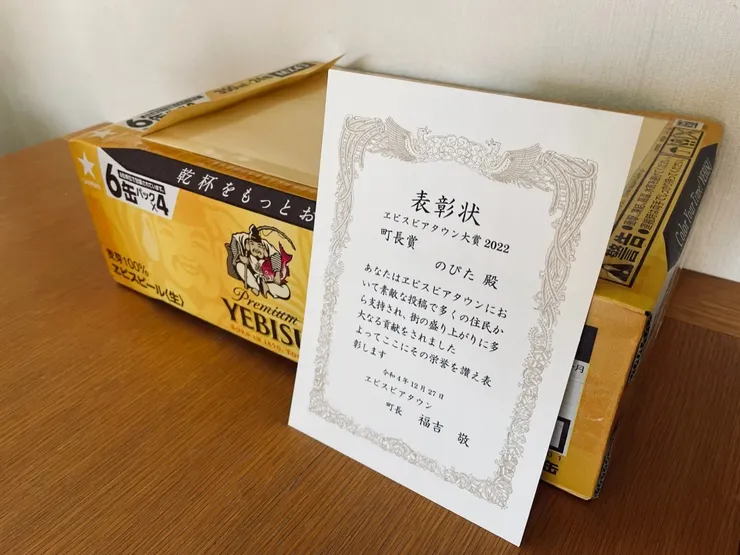 6缶パック×4
乾杯をもっとお
麦芽100%
ヱビスビール(生)
Premium
YEBISU
表彰状
ヱビスビアタウン大賞2022
町長賞 のびた 殿
あなたはヱビスビアタウンにお
いて素敵な投稿で多くの住民か
ら支持され、街の盛り上がりに多
大なる貢献をされました
よってここにその栄誉を讃え表
彰します
令和4年12月27日
ヱビスビアタウン
町長 福吉 敬